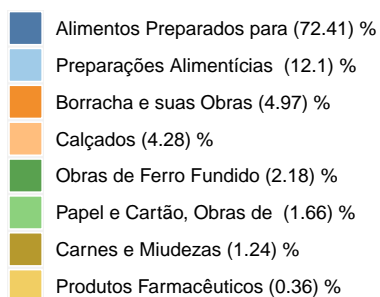 Alimentos Preparados para (72.41) %
Preparações Alimentícias (12.1) %
Borracha e suas Obras (4.97) %
Calçados (4.28) %
Obras de Ferro Fundido (2.18) %
Papel e Cartão, Obras de (1.66) %
Carnes e Miudezas (1.24) %
Produtos Farmacêuticos (0.36) %